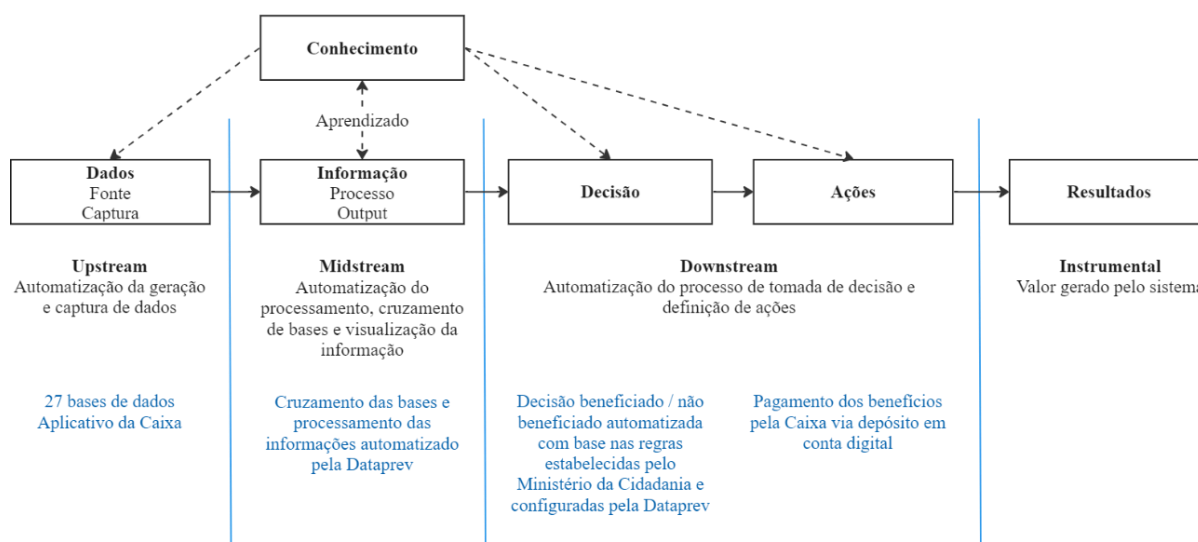 Conhecimento
Aprendizado
Dados
Fonte
Captura
Informação
Processo
Output
Decisão
Ações
Resultados
Upstream
Automatização da geração
e captura de dados
Midstream
Automatização do
processamento, cruzamento
de bases e visualização da
informação
Downstream
Automatização do processo de tomada de decisão e
definição de ações
Instrumental
Valor gerado pelo sistema
27 bases de dados
Aplicativo da Caixa
Cruzamento das bases e
processamento das
informações automatizado
pela Dataprev
Decisão beneficiado / não
beneficiado automatizada
com base nas regras
estabelecidas pelo
Ministério da Cidadania e
configuradas pela Dataprev
Pagamento dos benefícios
pela Caixa via depósito em
conta digital